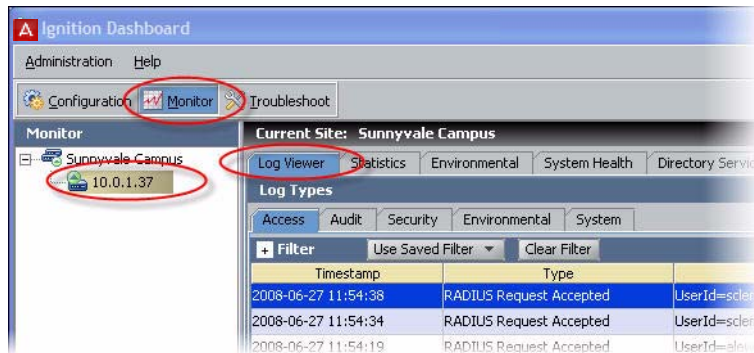 Ignition Dashboard
Administration Help
Configuration Monitor Troubleshoot
Monitor
Current Site: Sunnyvale Campus
Sunnyvale Campus
10.0.1.37
Log Viewer Statistics Environmental System Health Directory
Log Types
Access Audit Security Environmental System
+ Filter Use Saved Filter Clear Filter
Timestamp Type
2008-06-27 11:54:38 RADIUS Request Accepted
2008-06-27 11:54:34 RADIUS Request Accepted
2008-06-27 11:54:19 RADIUS Request Accepted